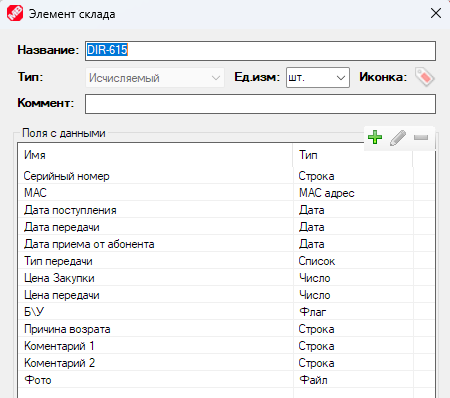 Элемент склада
Название: DIR-615
Тип: Исчисляемый Ед.изм: шт. Иконка:
Коммент:
Поля с данными
Имя Тип
Серийный номер Строка
MAC MAC адрес
Дата поступления Дата
Дата передачи Дата
Дата приема от абонента Дата
Тип передачи Список
Цена Закупки Число
Цена передачи Число
Б\У Флаг
Причина возрата Строка
Коментарий 1 Строка
Коментарий 2 Строка
Фото Файл